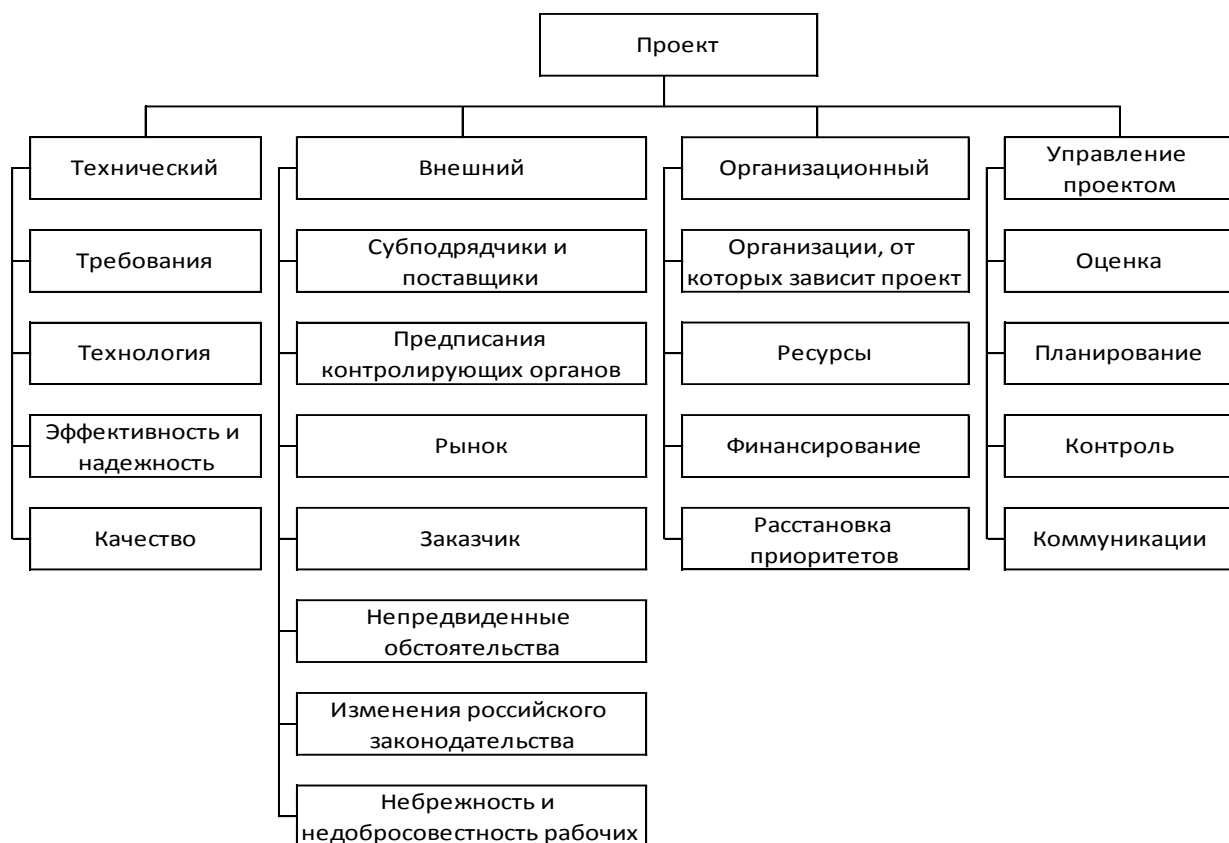 Проект
Технический
Требования
Технология
Эффективность и
надежность
Качество
Внешний
Субподрядчики и
поставщики
Предписания
контролирующих органов
Рынок
Заказчик
Непредвиденные
обстоятельства
Изменения российского
законодательства
Небрежность и
недобросовестность рабочих
Организационный
Организации, от
которых зависит проект
Ресурсы
Финансирование
Расстановка
приоритетов
Управление
проектом
Оценка
Планирование
Контроль
Коммуникации